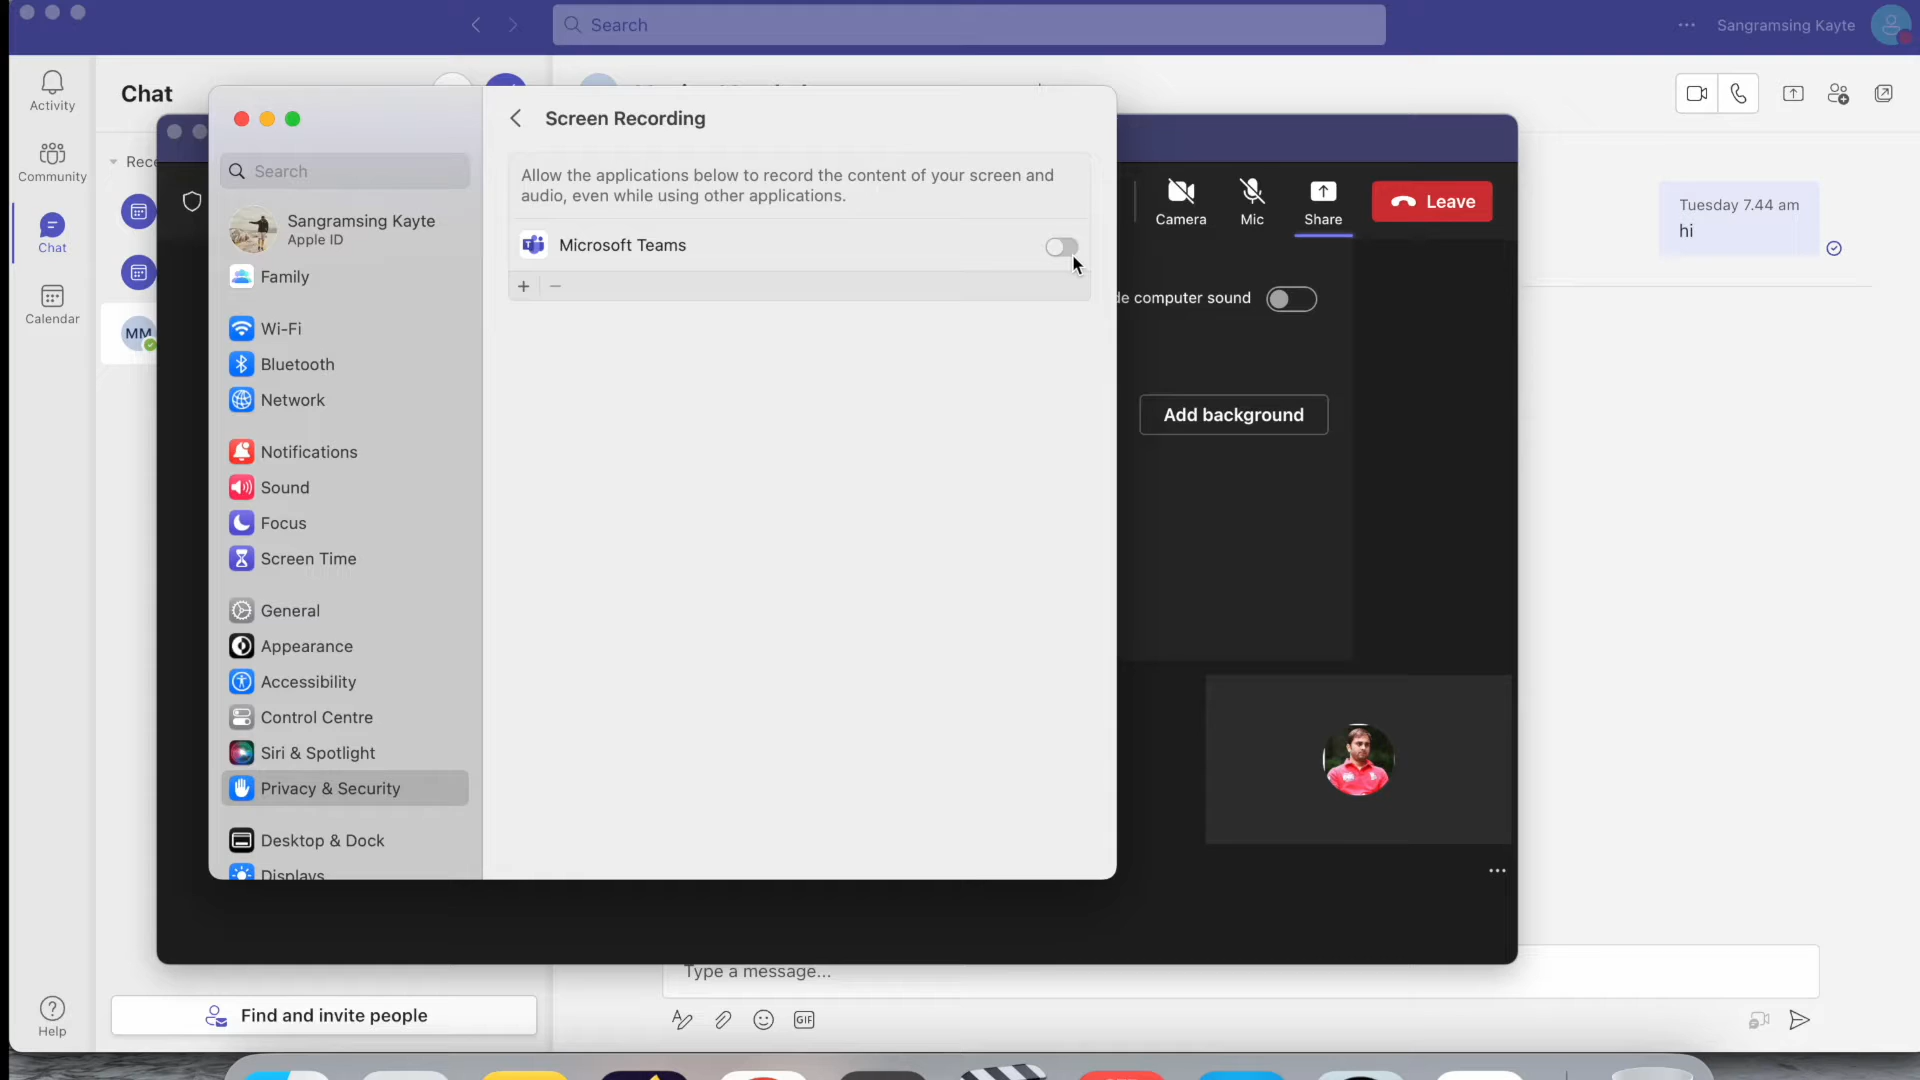 Search
Sangramsing Kayte
Activity
Community
Chat
Calendar
Help
Chat
Rece
MM
Find and invite people
Search
Sangramsing Kayte
Apple ID
Family
Wi-Fi
Bluetooth
Network
Notifications
Sound
Focus
Screen Time
General
Appearance
Accessibility
Control Centre
Siri & Spotlight
Privacy & Security
Desktop & Dock
Displays
Screen Recording
Allow the applications below to record the content of your screen and
audio, even while using other applications.
Microsoft Teams
Camera
Mic
Share
Leave
de computer sound
Add background
Tuesday 7.44 am
hi
Type a message...
GIF